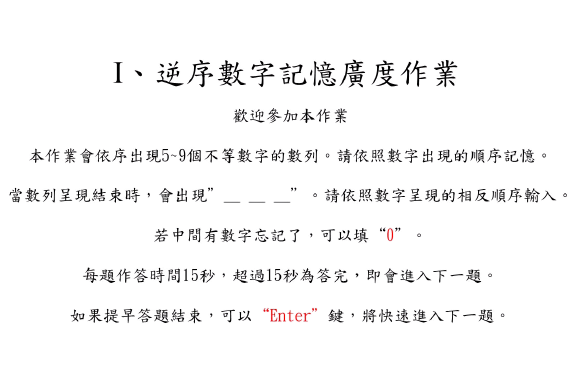 I、逆序數字記憶廣度作業
歡迎參加本作業
本作業會依序出現5~9個不等數字的數列。請依照數字出現的順序記憶。
當數列呈現結束時，會出現”＿ ＿ ＿”。請依照數字呈現的相反順序輸入。
若中間有數字忘記了，可以填“0”。
每題作答時間15秒，超過15秒為答完，即會進入下一題。
如果提早答題結束，可以“Enter”鍵，將快速進入下一題。